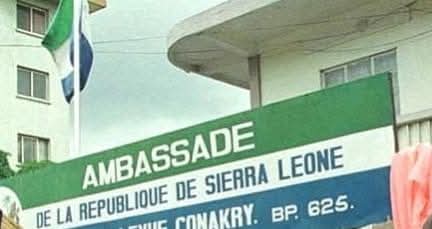 AMBASSADE
DE LA REPUBLIQUE DE SIERRA LEONE
CONAKRY. BP. 625.